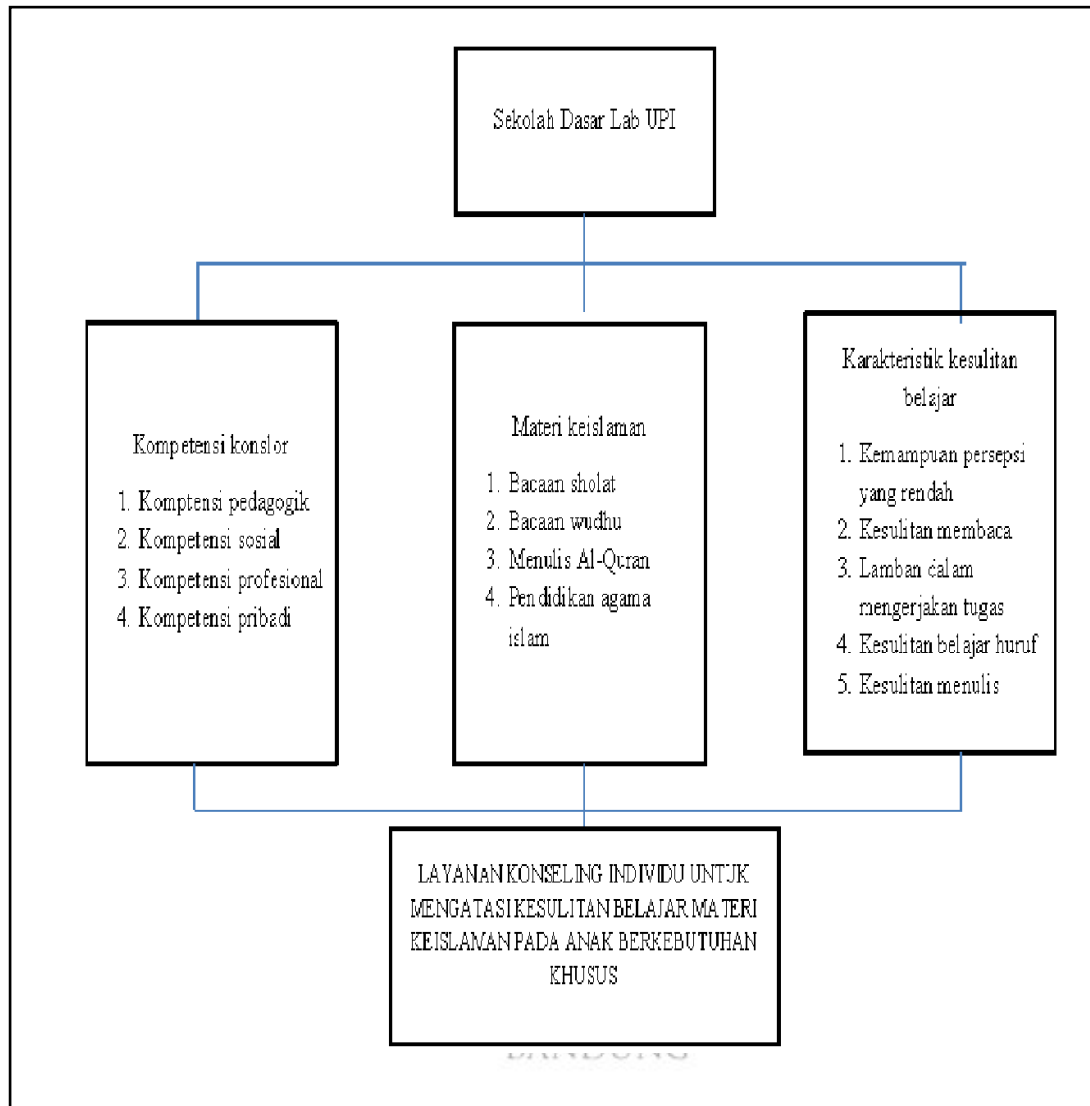 Sekolah Dasar Lab UPI
Kompetensi konslor
1. Komptensi pedagogik
2. Kompetensi sosial
3. Kompetensi profesional
4. Kompetensi pribadi
Materi keislaman
1. Bacaan sholat
2. Bacaan wudhu
3. Menulis Al-Quran
4. Pendidikan agama
islam
Karakteristik kesulitan
belajar
1. Kemampuan persepsi
yang rendah
2. Kesulitan membaca
3. Lamban dalam
mengerjakan tugas
4. Kesulitan belajar huruf
5. Kesulitan menulis
LAYANAN KONSELING INDIVIDU UNTUK
MENGATASI KESULITAN BELAJAR MATERI
KEISLAMAN PADA ANAK BERKEBUTUHAN
KHUSUS
BANDUNG